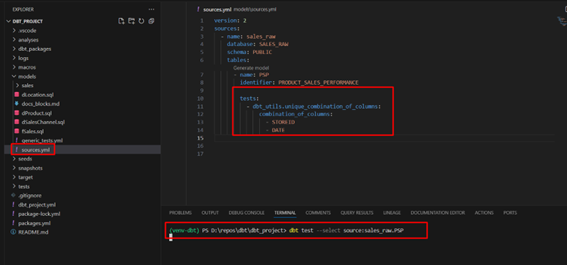 EXPLORER
DBT_PROJECT
.vscode
analyses
dbt_packages
logs
macros
models
sales
dLocation.sql
docs_blocks.md
dProduct.sql
dSalesChannel.sql
fSales.sql
generic_tests.yml
sources.yml
seeds
snapshots
target
tests
.gitignore
dbt_project.yml
package-lock.yml
packages.yml
README.md
sources.yml models\sources.yml
1 version: 2
2 sources:
3 - name: sales_raw
4 database: SALES_RAW
5 schema: PUBLIC
6 tables:
Generate model
7 - name: PSP
8 identifier: PRODUCT_SALES_PERFORMANCE
9
10 tests:
11 - dbt_utils.unique_combination_of_columns:
12 combination_of_columns:
13 - STOREID
14 - DATE
15
16
17
PROBLEMS OUTPUT DEBUG CONSOLE TERMINAL COMMENTS QUERY RESULTS LINEAGE DOCUMENTATION EDITOR ACTIONS PORTS
(venv-dbt) PS D:\repos\dbt\dbt_project> dbt test --select source:sales_raw.PSP